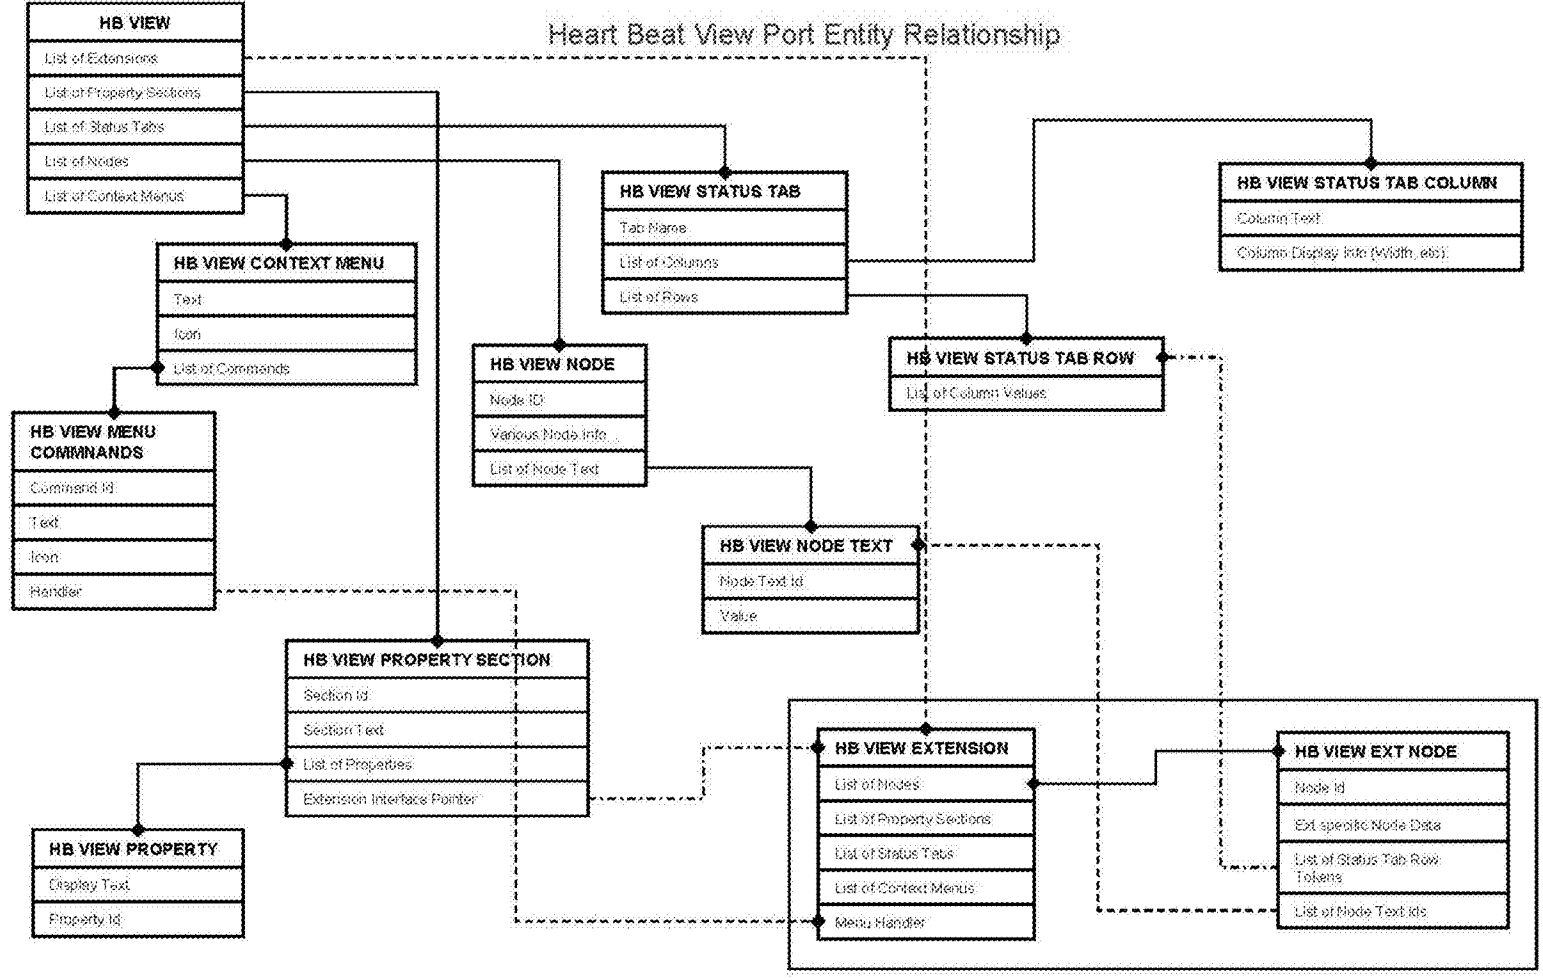 Heart Beat View Port Entity Relationship
HB VIEW
List of Extensions
List of Property Sections
List of Status Tabs
List of Nodes
List of Context Menus
HB VIEW CONTEXT MENU
Text
Icon
List of Commands
HB VIEW MENU
COMMNANDS
Command Id
Text
Icon
Handler
HB VIEW STATUS TAB
Tab Name
List of Columns
List of Rows
HB VIEW STATUS TAB COLUMN
Column Text
Column Display Info (Width, etc).
HB VIEW NODE
Node ID
Various Node Info...
List of Node Text
HB VIEW STATUS TAB ROW
List of Column Values
HB VIEW NODE TEXT
Node Text Id
Value
HB VIEW PROPERTY SECTION
Section Id
Section Text
List of Properties
Extension Interface Pointer
HB VIEW PROPERTY
Display Text
Property Id
HB VIEW EXTENSION
List of Nodes
List of Property Sections
List of Status Tabs
List of Context Menus
Menu Handler
HB VIEW EXT NODE
Node Id
Ext specific Node Data
List of Status Tab Row
Tokens
List of Node Text Ids